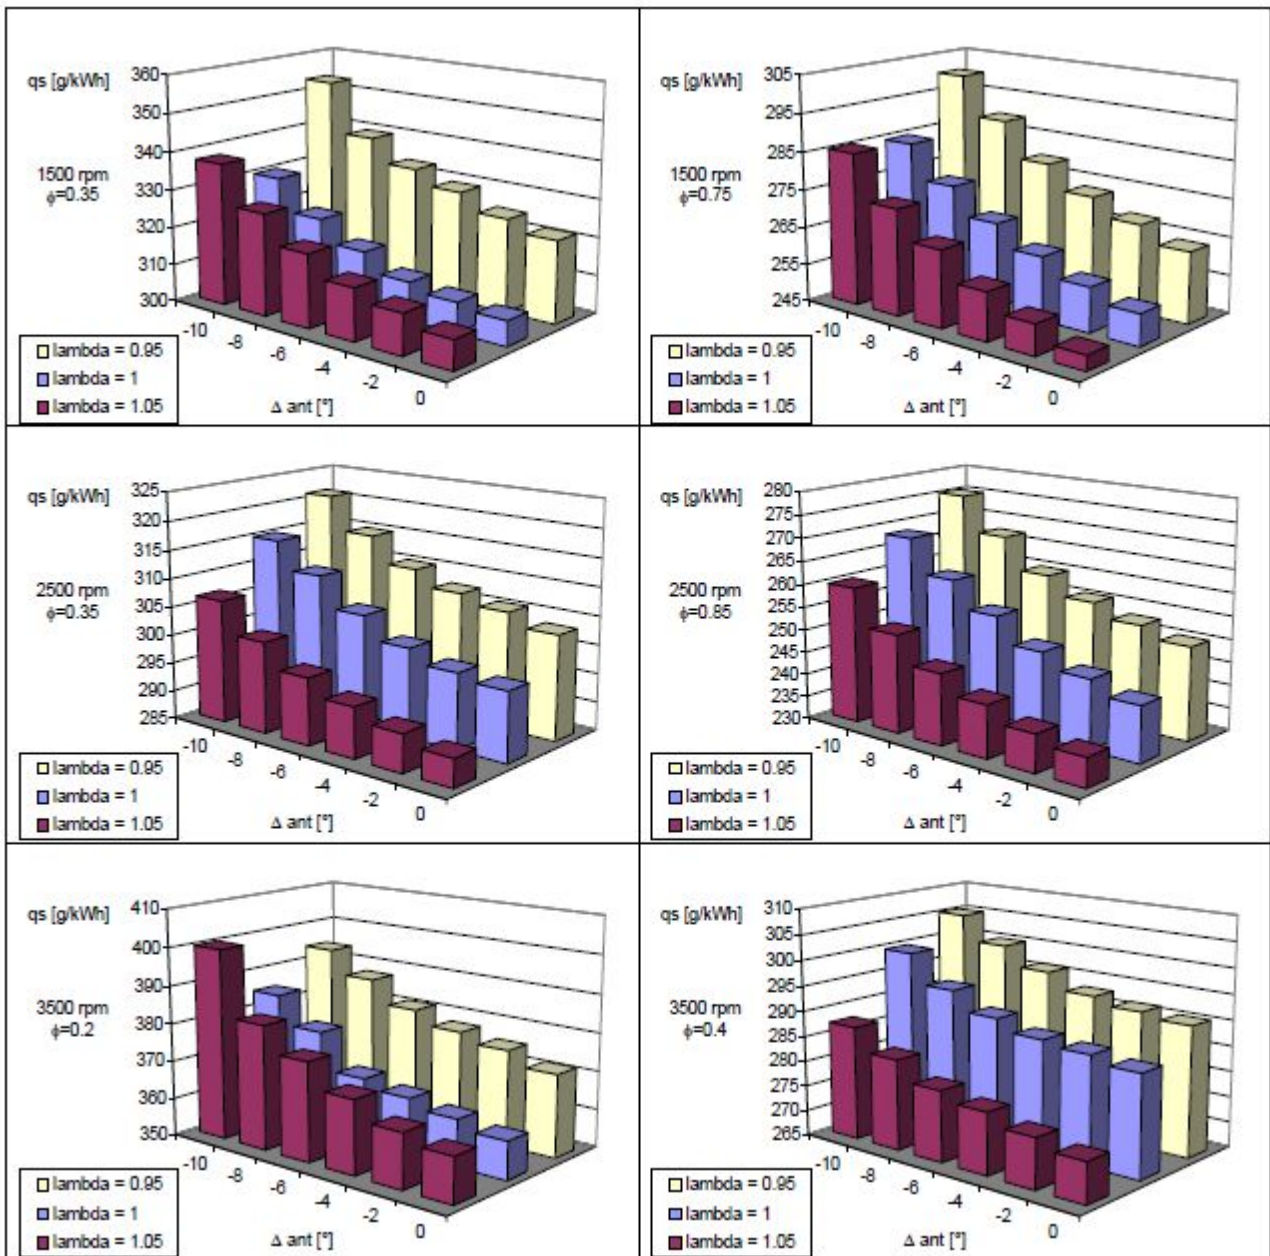 qs [g/kWh]
1500 rpm
ϕ=0.35
360
350
340
330
320
310
300
-10
-8
-6
-4
-2
0
Δ ant [°]
lambda = 0.95
lambda = 1
lambda = 1.05
qs [g/kWh]
1500 rpm
ϕ=0.75
305
295
285
275
265
255
245
-10
-8
-6
-4
-2
0
Δ ant [°]
lambda = 0.95
lambda = 1
lambda = 1.05
qs [g/kWh]
2500 rpm
ϕ=0.35
325
320
315
310
305
300
295
290
285
-10
-8
-6
-4
-2
0
Δ ant [°]
lambda = 0.95
lambda = 1
lambda = 1.05
qs [g/kWh]
2500 rpm
ϕ=0.85
280
275
270
265
260
255
250
245
240
235
230
-10
-8
-6
-4
-2
0
Δ ant [°]
lambda = 0.95
lambda = 1
lambda = 1.05
qs [g/kWh]
3500 rpm
ϕ=0.2
410
400
390
380
370
360
350
-10
-8
-6
-4
-2
0
Δ ant [°]
lambda = 0.95
lambda = 1
lambda = 1.05
qs [g/kWh]
3500 rpm
ϕ=0.4
310
305
300
295
290
285
280
275
270
265
-10
-8
-6
-4
-2
0
Δ ant [°]
lambda = 0.95
lambda = 1
lambda = 1.05